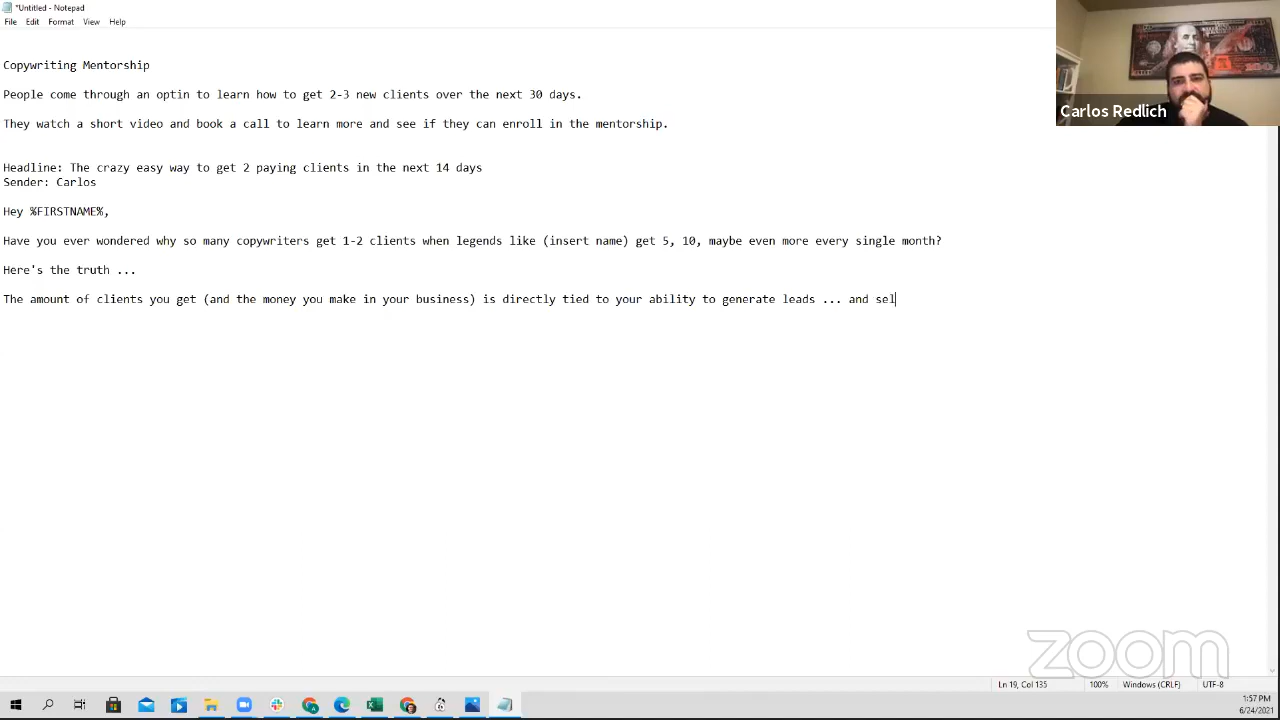 *Untitled - Notepad
File Edit Format View Help
Copywriting Mentorship
People come through an optin to learn how to get 2-3 new clients over the next 30 days.
They watch a short video and book a call to learn more and see if they can enroll in the mentorship.
Headline: The crazy easy way to get 2 paying clients in the next 14 days
Sender: Carlos
Hey %FIRSTNAME%,
Have you ever wondered why so many copywriters get 1-2 clients when legends like (insert name) get 5, 10, maybe even more every single month?
Here's the truth ...
The amount of clients you get (and the money you make in your business) is directly tied to your ability to generate leads ... and sel
Carlos Redlich
zoom
Ln 19, Col 135 100% Windows (CRLF) UTF-8
1:57 PM
6/24/2021